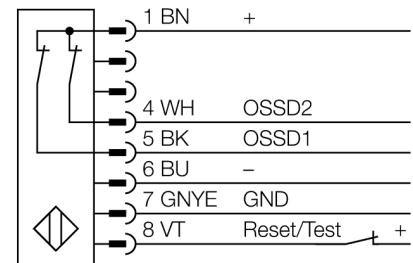 1 BN +
4 WH OSSD2
5 BK OSSD1
6 BU –
7 GNYE GND
8 VT Reset/Test +